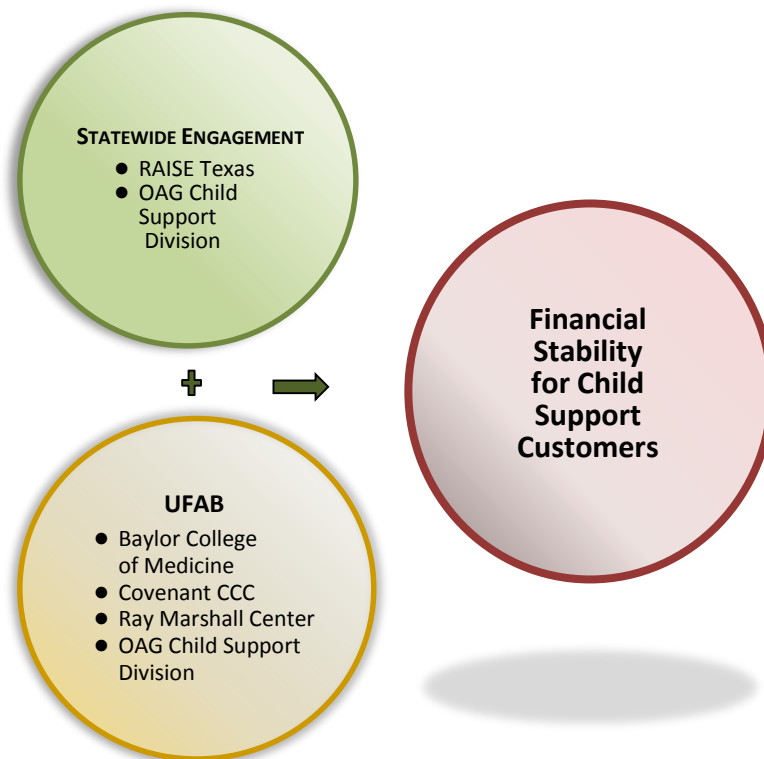 STATEWIDE ENGAGEMENT
● RAISE Texas
● OAG Child
Support
Division
+
UFAB
● Baylor College
of Medicine
● Covenant CCC
● Ray Marshall Center
● OAG Child Support
Division
Financial
Stability
for Child
Support
Customers